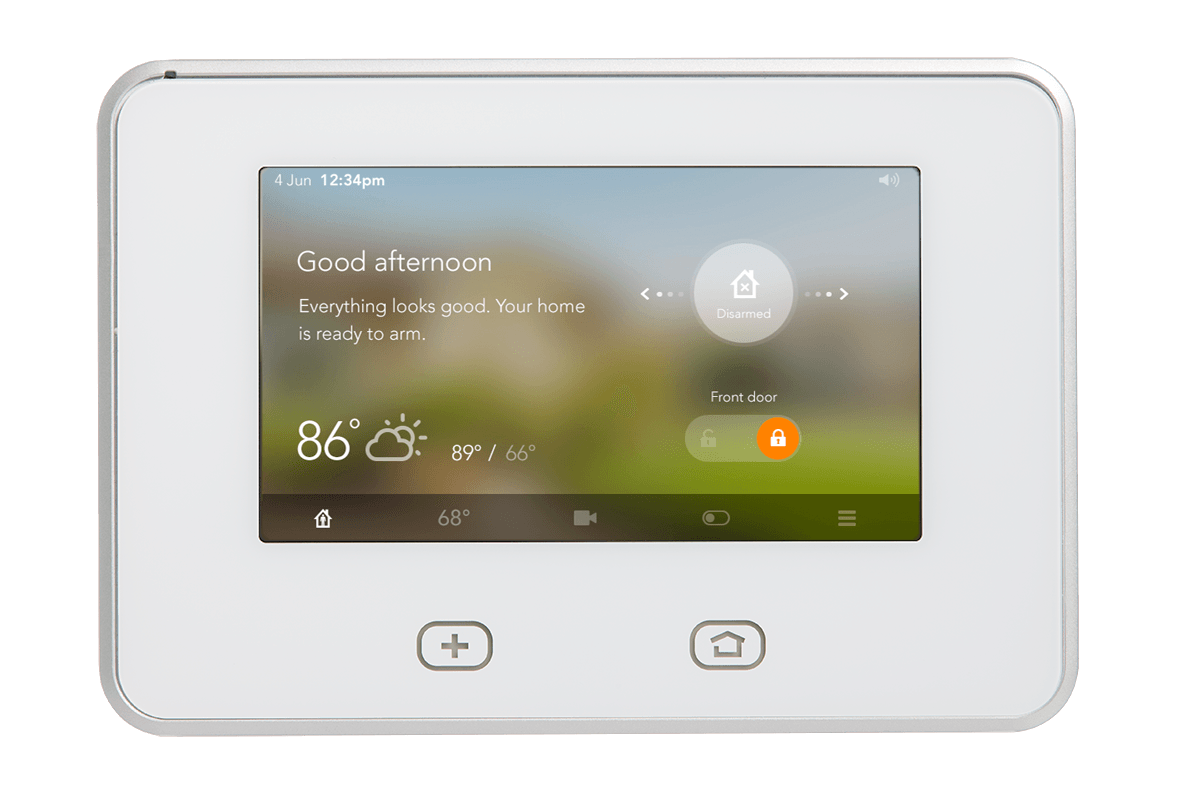 4 Jun 12:34pm
Good afternoon
Everything looks good. Your home
is ready to arm.
Disarmed
Front door
86°
89° / 66°
68°